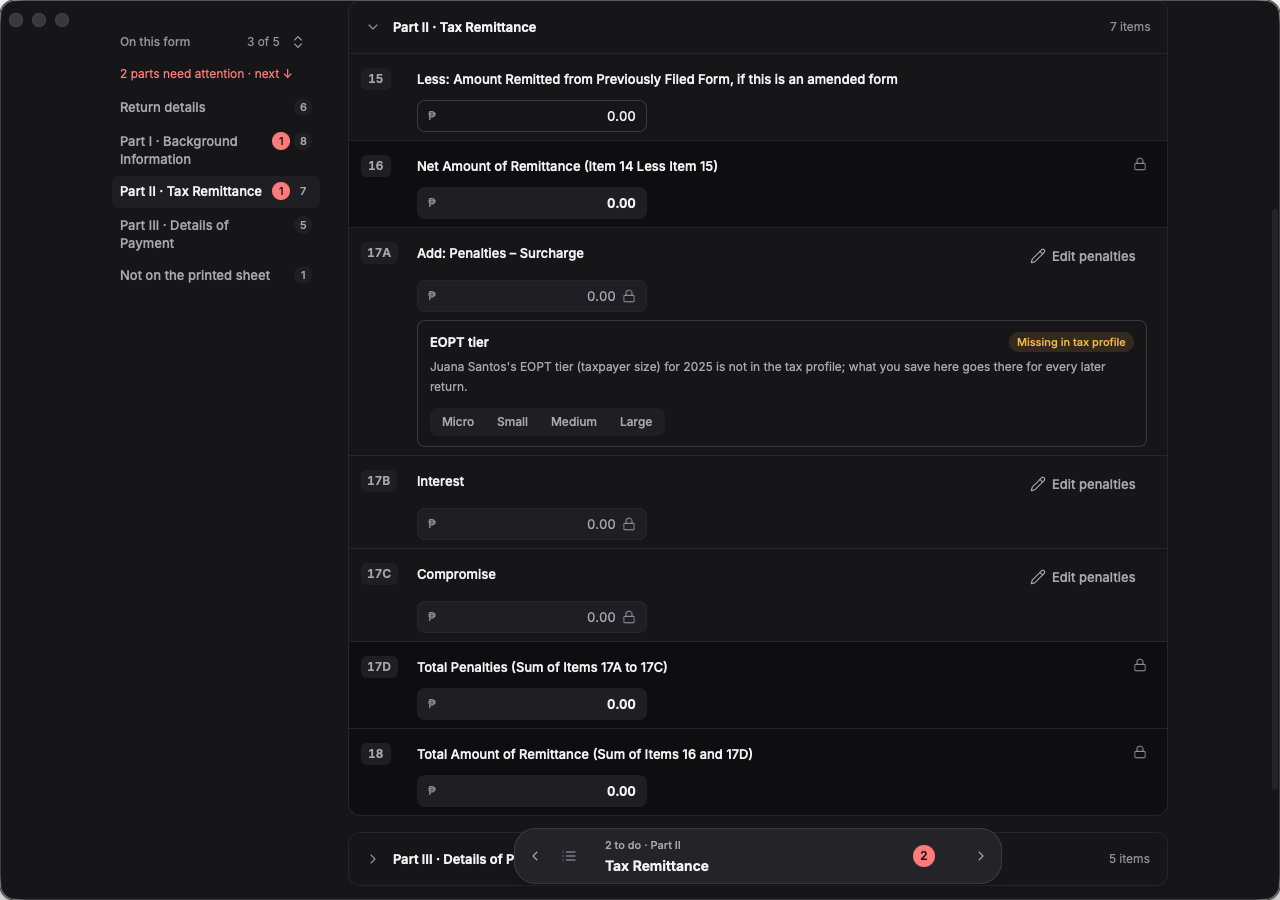 On this form 3 of 5
2 parts need attention · next ↓
Return details 6
Part I · Background Information 1 8
Part II · Tax Remittance 1 7
Part III · Details of Payment 5
Not on the printed sheet 1
Part II · Tax Remittance 7 items
15 Less: Amount Remitted from Previously Filed Form, if this is an amended form
₱ 0.00
16 Net Amount of Remittance (Item 14 Less Item 15)
₱ 0.00
17A Add: Penalties – Surcharge Edit penalties
₱ 0.00
EOPT tier Missing in tax profile
Juana Santos's EOPT tier (taxpayer size) for 2025 is not in the tax profile; what you save here goes there for every later
return.
Micro Small Medium Large
17B Interest Edit penalties
₱ 0.00
17C Compromise Edit penalties
₱ 0.00
17D Total Penalties (Sum of Items 17A to 17C)
₱ 0.00
18 Total Amount of Remittance (Sum of Items 16 and 17D)
₱ 0.00
Part III · Details of P 5 items
2 to do · Part II
Tax Remittance 2